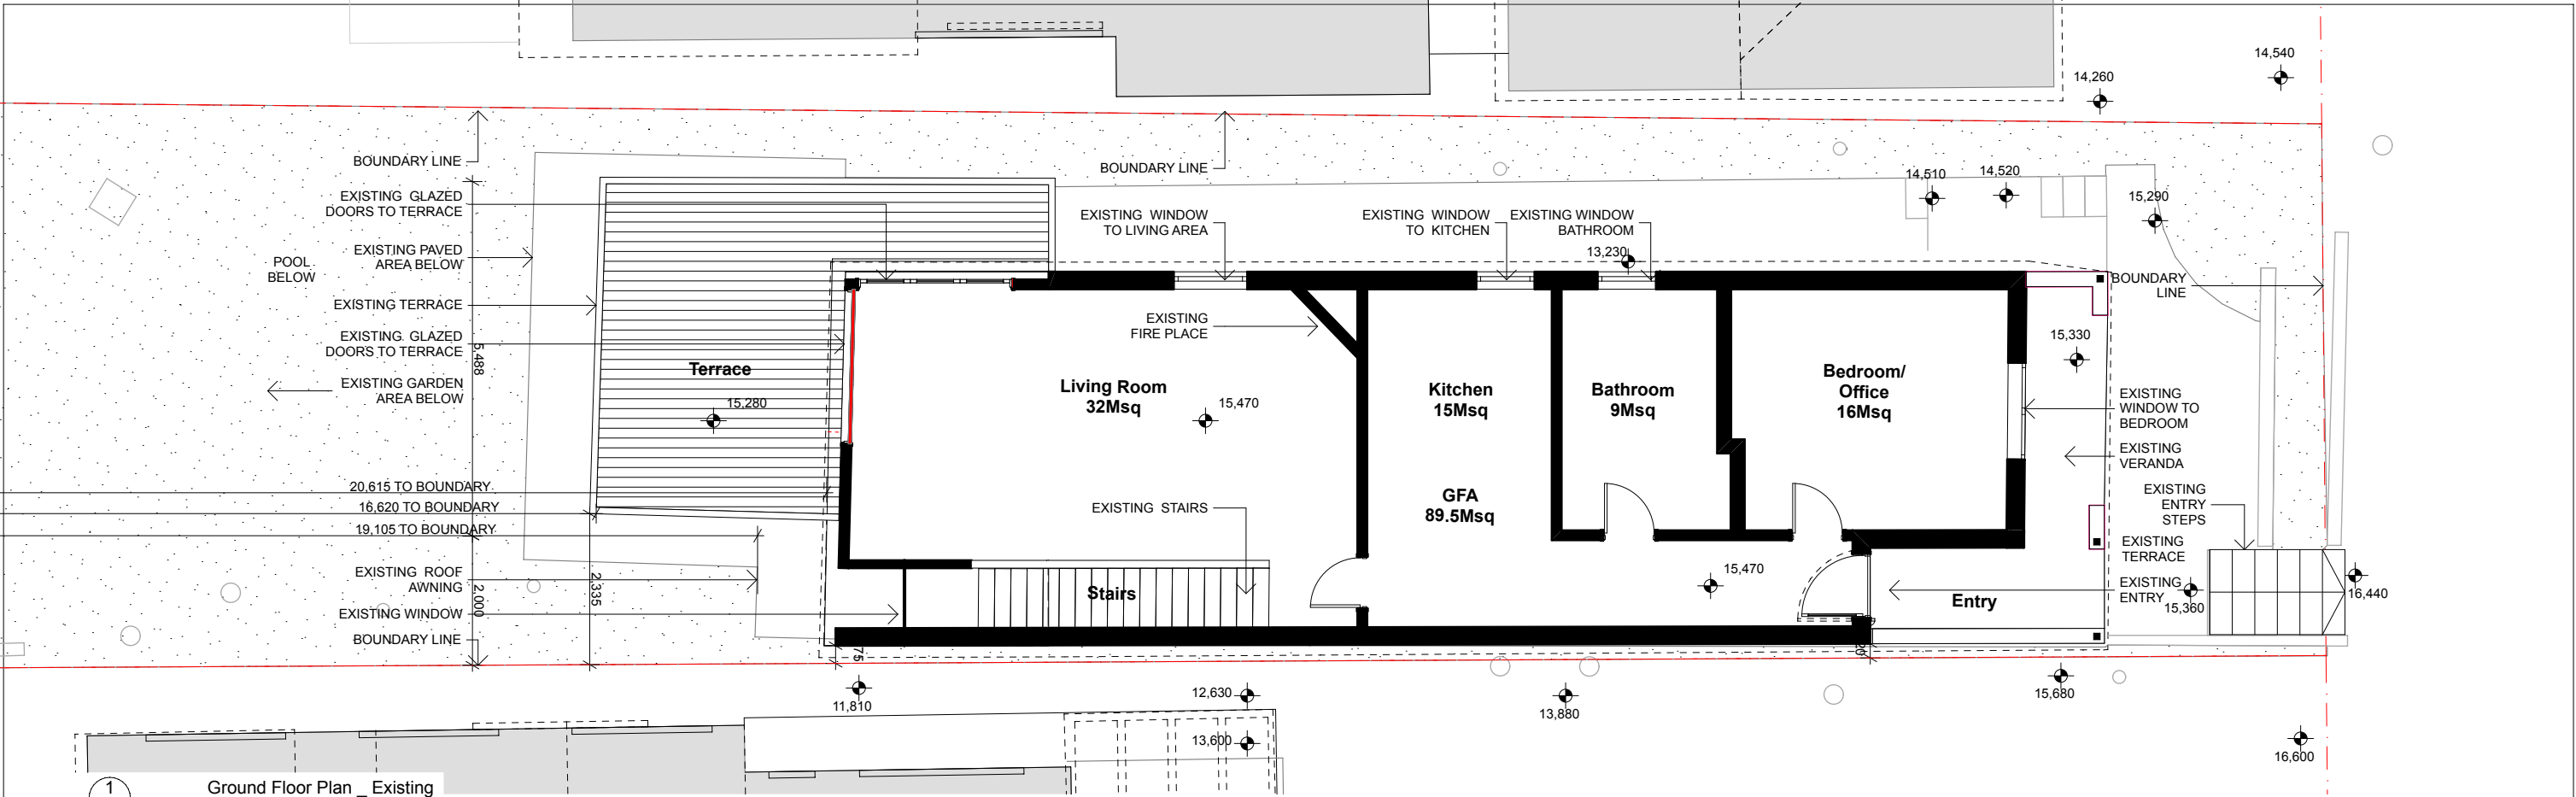 14,540
14,260
BOUNDARY LINE
BOUNDARY LINE
EXISTING GLAZED
DOORS TO TERRACE
14,510
14,520
15,290
EXISTING WINDOW
TO LIVING AREA
EXISTING WINDOW
TO KITCHEN
EXISTING WINDOW
BATHROOM
13,230
EXISTING PAVED
AREA BELOW
POOL
BELOW
BOUNDARY
LINE
EXISTING TERRACE
EXISTING
FIRE PLACE
15,330
EXISTING GLAZED
DOORS TO TERRACE
5,488
Terrace
15,280
EXISTING GARDEN
AREA BELOW
Living Room
32Msq
15,470
Kitchen
15Msq
Bathroom
9Msq
Bedroom/
Office
16Msq
EXISTING
WINDOW TO
BEDROOM
EXISTING
VERANDA
20,615 TO BOUNDARY
16,620 TO BOUNDARY
19,105 TO BOUNDARY
GFA
89.5Msq
EXISTING STAIRS
EXISTING
ENTRY
STEPS
EXISTING
TERRACE
EXISTING ROOF
AWNING
2,000
2,335
15,470
Stairs
EXISTING
ENTRY
15,360
16,440
Entry
EXISTING WINDOW
BOUNDARY LINE
75
20
11,810
12,630
13,880
15,680
13,600
16,600
1
Ground Floor Plan _ Existing